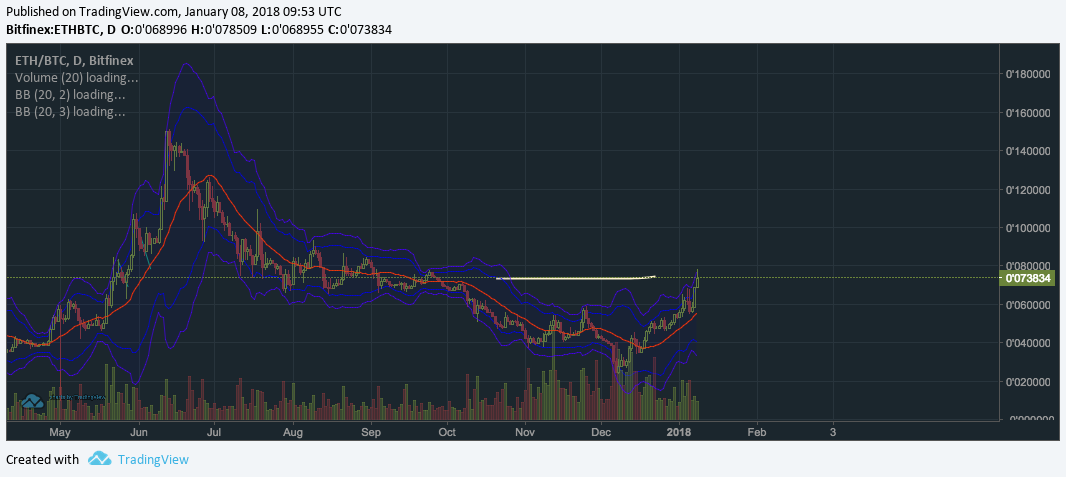 Published on TradingView.com, January 08, 2018 09:53 UTC
Bitfinex:ETHBTC, D O:0'068996 H:0'078509 L:0'068955 C:0'073834
ETH/BTC, D, Bitfinex
Volume (20) loading...
BB (20, 2) loading...
BB (20, 3) loading...
0'180000
0'160000
0'140000
0'120000
0'100000
0'080000
0'073834
0'060000
0'040000
0'020000
0'000000
May Jun Jul Aug Sep Oct Nov Dec 2018 Feb 3
Created with TradingView